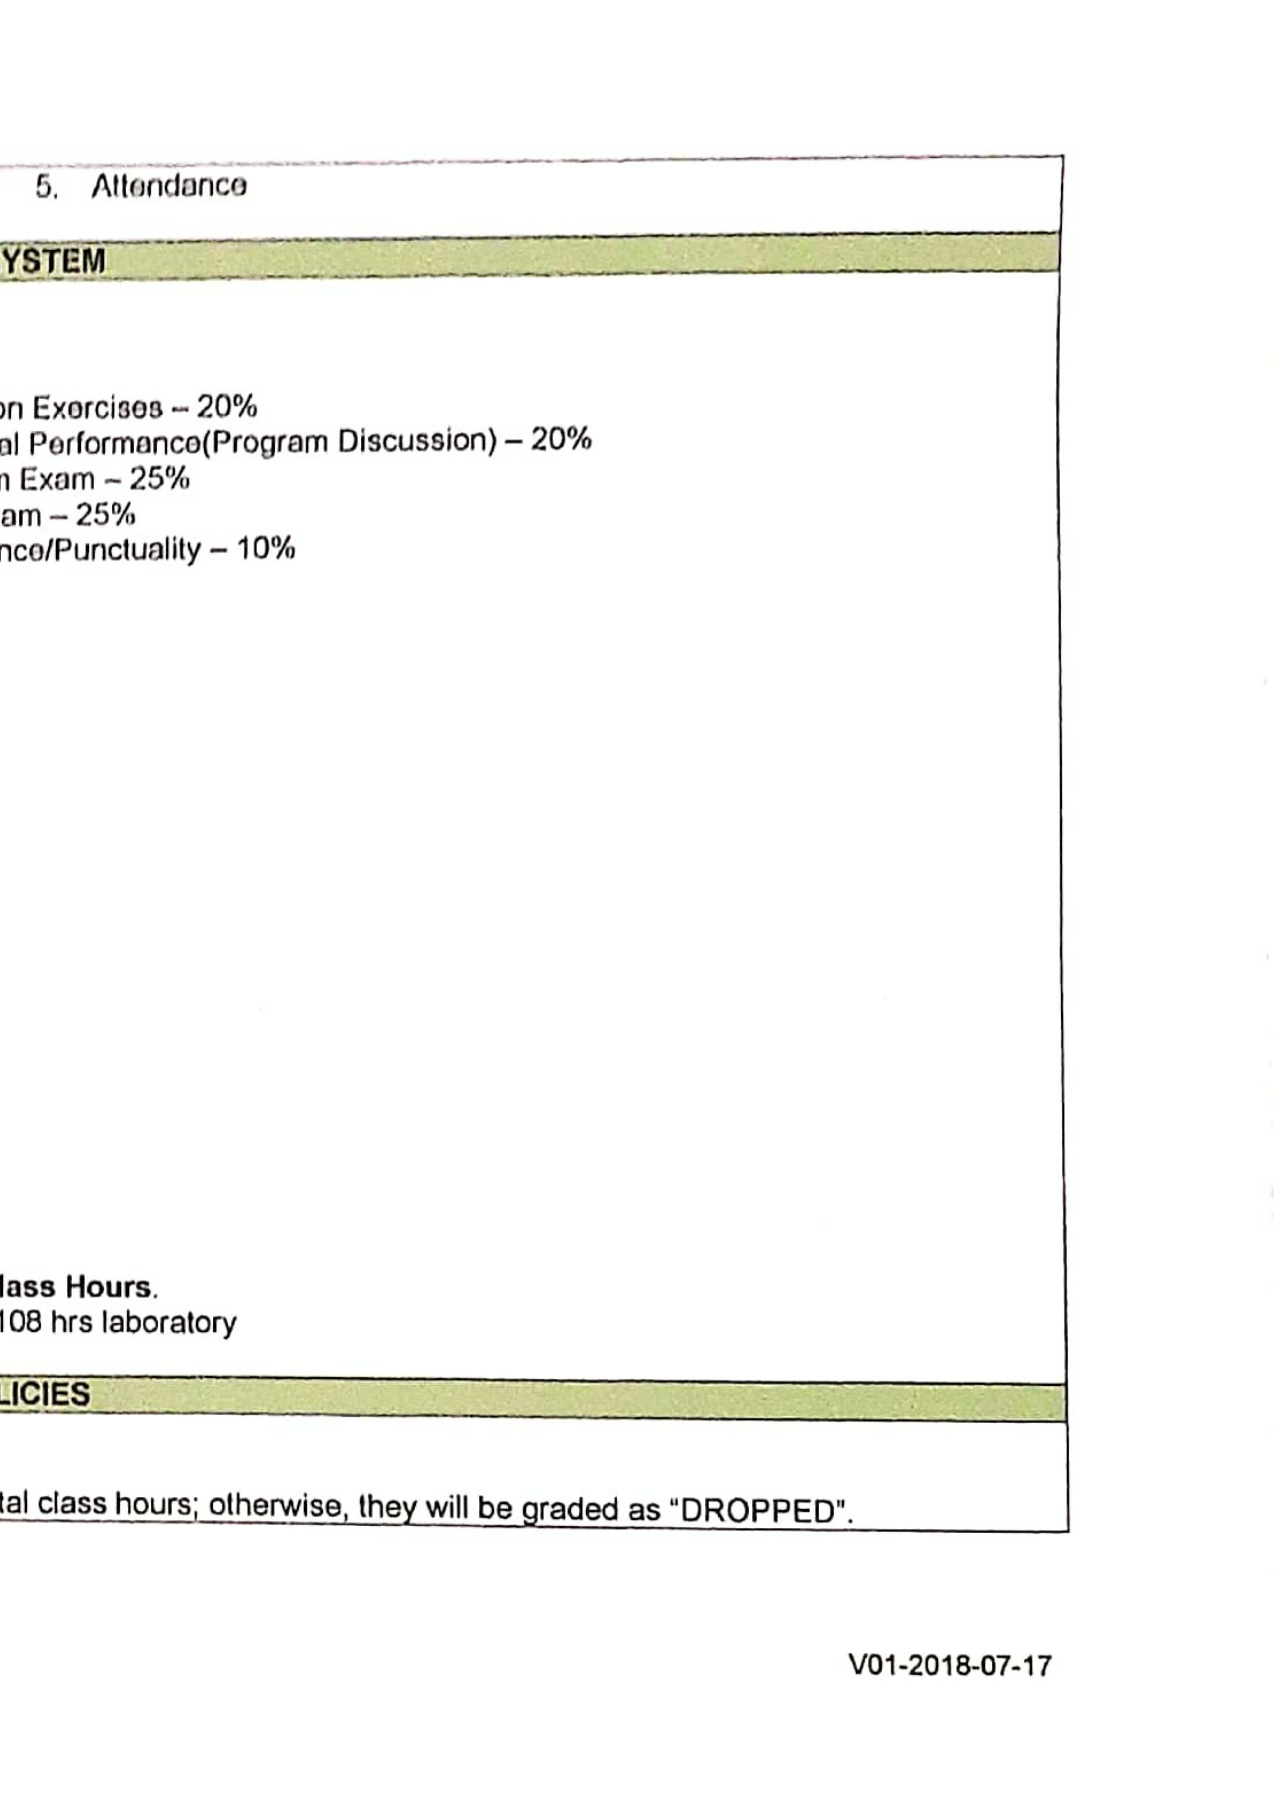 5. Attendance
YSTEM
on Exercises – 20%
al Performance(Program Discussion) – 20%
n Exam – 25%
am – 25%
nce/Punctuality – 10%
lass Hours.
108 hrs laboratory
LICIES
tal class hours; otherwise, they will be graded as “DROPPED”.
V01-2018-07-17